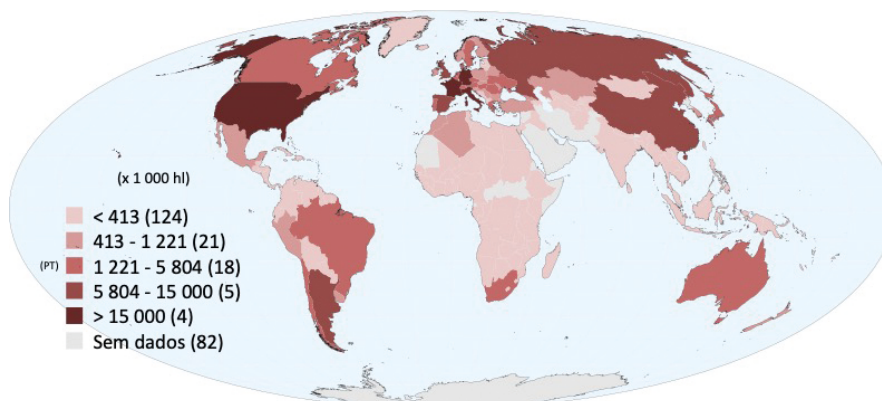 (x 1 000 hl)
< 413 (124)
413 - 1 221 (21)
(PT) 1 221 - 5 804 (18)
5 804 - 15 000 (5)
> 15 000 (4)
Sem dados (82)